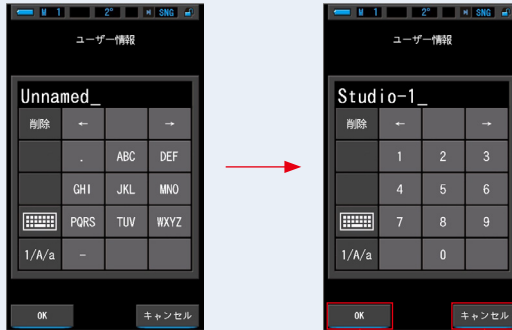 M 1 2° SNG
ユーザー情報
Unnamed_
削除 ← →
. ABC DEF
GHI JKL MNO
PQRS TUV WXYZ
1/A/a -
OK キャンセル
M 1 2° SNG
ユーザー情報
Studio-1_
削除 ← →
1 2 3
4 5 6
7 8 9
1/A/a 0
OK キャンセル